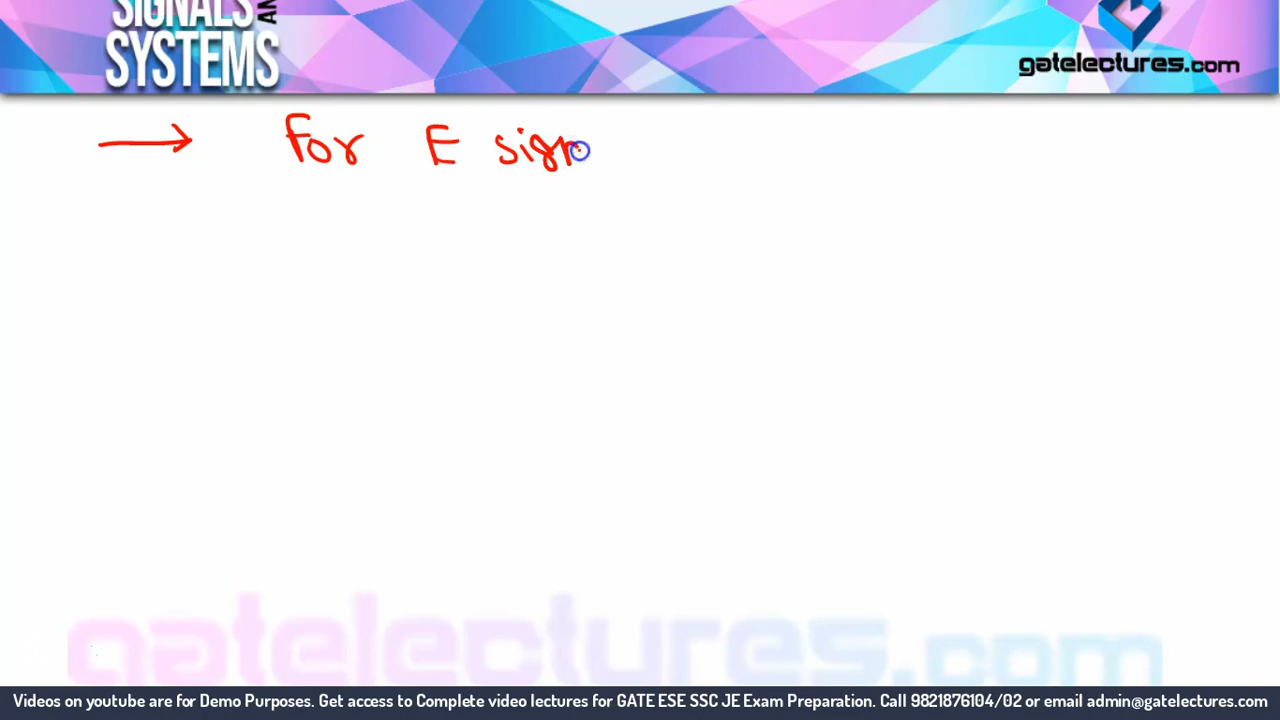 SIGNALS AND
SYSTEMS
gatelectures.com
→ For E sign
gatelectures.com
Videos on youtube are for Demo Purposes. Get access to Complete video lectures for GATE ESE SSC JE Exam Preparation. Call 9821876104/02 or email admin@gatelectures.com